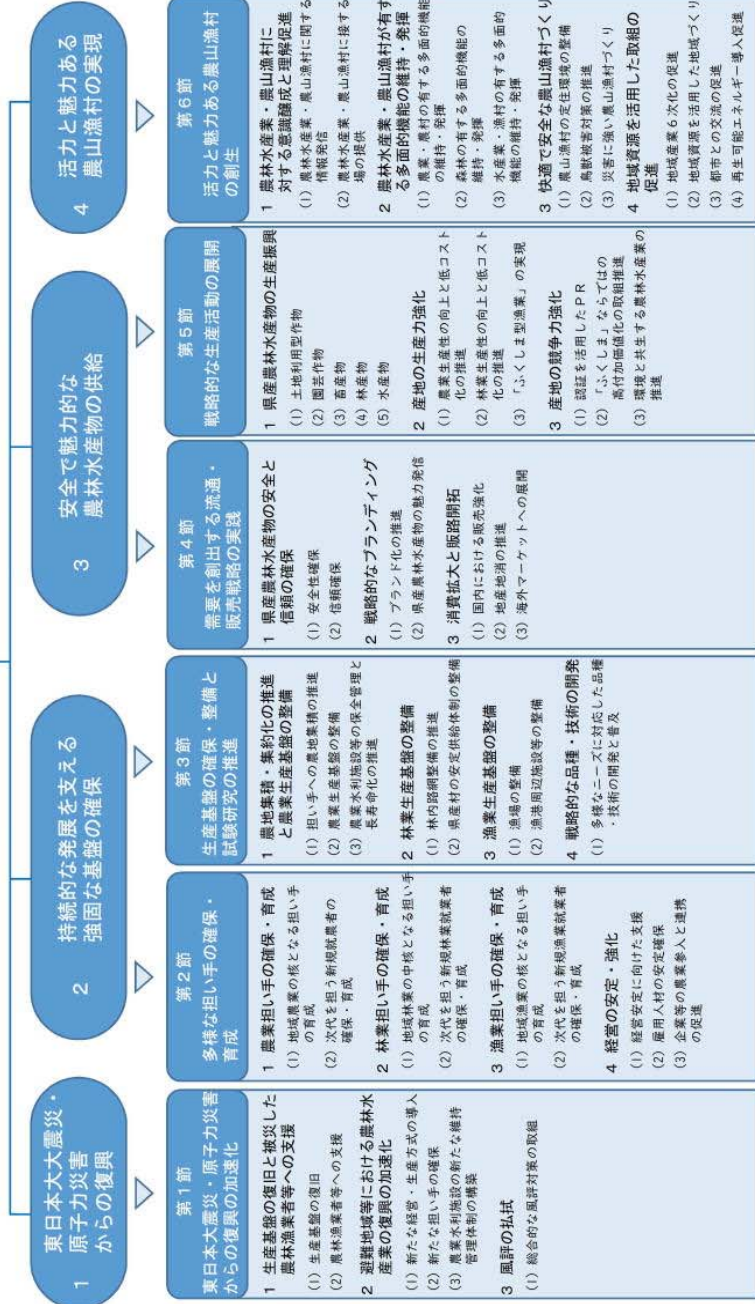 1
東日本大震災・
原子力災害
からの復興
2
持続的な発展を支える
強固な基盤の確保
3
安全で魅力的な
農林水産物の供給
4
活力と魅力ある
農山漁村の実現
第1節
東日本大震災・原子力災害
からの復興の加速化
1 生産基盤の復旧と被災した
農林漁業者等への支援
(1) 生産基盤の復旧
(2) 農林漁業者等への支援
2 避難地域等における農林水
産業の復興の加速化
(1) 新たな経営・生産方式の導入
(2) 新たな担い手の確保
(3) 農業水利施設の新たな維持
管理体制の構築
3 風評の払拭
(1) 総合的な風評対策の取組
第2節
多様な担い手の確保・
育成
1 農業担い手の確保・育成
(1) 地域農業の核となる担い手
の育成
(2) 次代を担う新規就農者の
確保・育成
2 林業担い手の確保・育成
(1) 地域林業の中核となる担い手
の育成
(2) 次代を担う新規林業就業者
の確保・育成
3 漁業担い手の確保・育成
(1) 地域漁業の核となる担い手
の育成
(2) 次代を担う新規漁業就業者
の確保・育成
4 経営の安定・強化
(1) 経営安定に向けた支援
(2) 雇用人材の安定確保
(3) 企業等の農業参入と連携
の促進
第3節
生産基盤の確保・整備と
試験研究の推進
1 農地集積・集約化の推進
と農業生産基盤の整備
(1) 担い手への農地集積の推進
(2) 農業生産基盤の整備
(3) 農業水利施設等の保全管理と
長寿命化の推進
2 林業生産基盤の整備
(1) 林内路網整備の推進
(2) 県産材の安定供給体制の整備
3 漁業生産基盤の整備
(1) 漁場の整備
(2) 漁港周辺施設等の整備
4 戦略的な品種・技術の開発
(1) 多様なニーズに対応した品種
・技術の開発と普及
第4節
需要を創出する流通・
販売戦略の実践
1 県産農林水産物の安全と
信頼の確保
(1) 安全性確保
(2) 信頼確保
2 戦略的なブランディング
(1) ブランド化の推進
(2) 県産農林水産物の魅力発信
3 消費拡大と販路開拓
(1) 国内における販売強化
(2) 地産地消の推進
(3) 海外マーケットへの展開
第5節
戦略的な生産活動の展開
1 県産農林水産物の生産振興
(1) 土地利用型作物
(2) 園芸作物
(3) 畜産物
(4) 林産物
(5) 水産物
2 産地の生産力強化
(1) 農業生産性の向上と低コスト
化の推進
(2) 林業生産性の向上と低コスト
化の推進
(3) 「ふくしま型漁業」の実現
3 産地の競争力強化
(1) 認証を活用したPR
(2) 「ふくしま」ならではの
高付加価値化の取組推進
(3) 環境と共生する農林水産業の
推進
第6節
活力と魅力ある農山漁村
の創生
1 農林水産業・農山漁村に
対する意識醸成と理解促進
(1) 農林水産業・農山漁村に関する
情報発信
(2) 農林水産業・農山漁村に接する
場の提供
2 農林水産業・農山漁村が有す
る多面的機能の維持・発揮
(1) 農業・農村の有する多面的機能
の維持・発揮
(2) 森林の有する多面的機能の
維持・発揮
(3) 水産業・漁村の有する多面的
機能の維持・発揮
3 快適で安全な農山漁村づくり
(1) 農山漁村の定住環境の整備
(2) 鳥獣被害対策の推進
(3) 災害に強い農山漁村づくり
4 地域資源を活用した取組の
促進
(1) 地域産業6次化の促進
(2) 地域資源を活用した地域づくり
(3) 都市との交流の促進
(4) 再生可能エネルギー導入促進